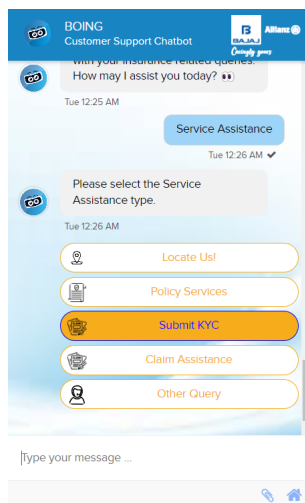 BOING
Customer Support Chatbot
B
BAJAJ
Allianz
Caringly yours
with your insurance related queries.
How may I assist you today? 👀
Tue 12:25 AM
Service Assistance
Tue 12:26 AM ✔
Please select the Service
Assistance type.
Tue 12:26 AM
Locate Us!
Policy Services
Submit KYC
Claim Assistance
Other Query
Type your message ...